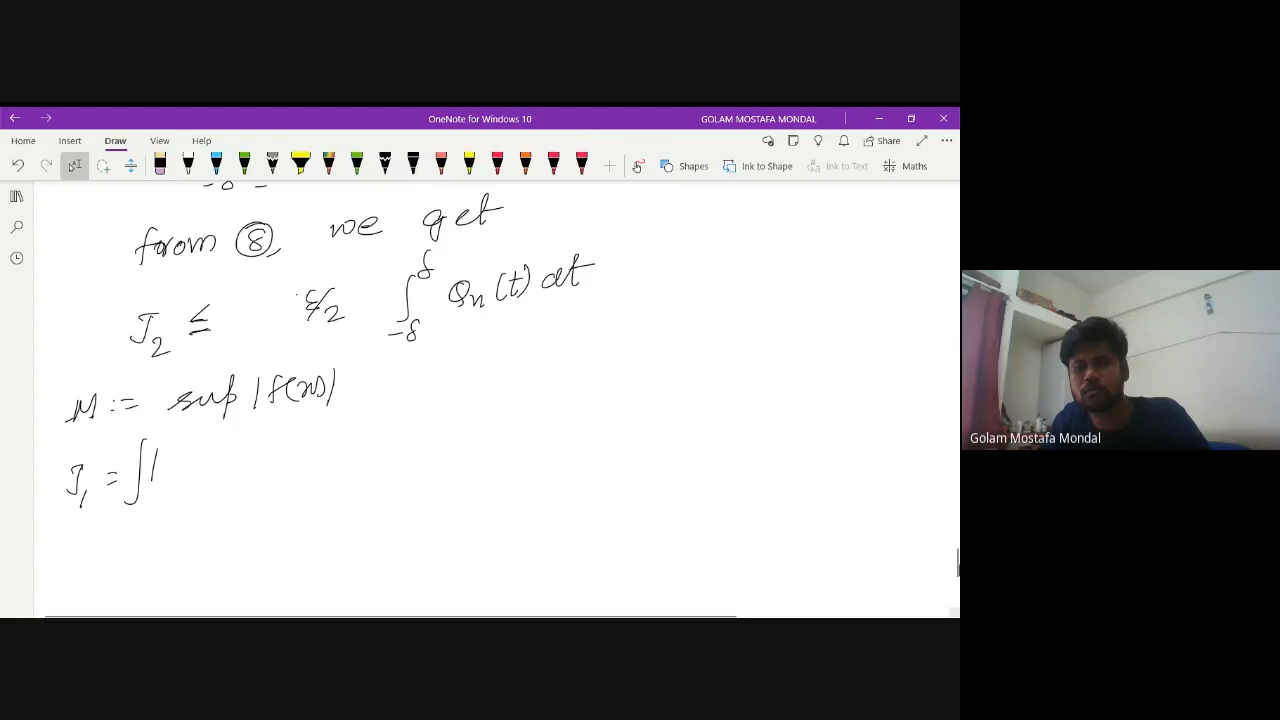 OneNote for Windows 10
GOLAM MOSTAFA MONDAL
Home Insert Draw View Help
Share
Shapes Ink to Shape Ink to Text Maths
-δ
from ⑧, we get
J₂ ≤ ε/2 ∫_{-δ}^{δ} Qₙ(t) dt
M := sup |f(x)|
J₁ = ∫|
Golam Mostafa Mondal